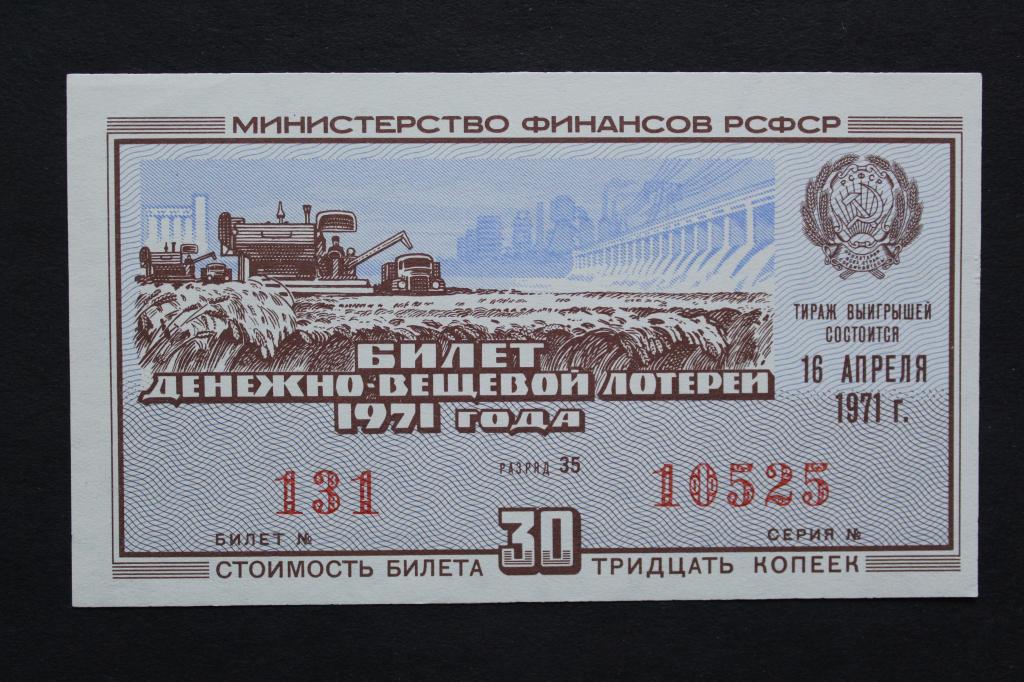 МИНИСТЕРСТВО ФИНАНСОВ РСФСР
РСФСР
ТИРАЖ ВЫИГРЫШЕЙ
СОСТОИТСЯ
16 АПРЕЛЯ
1971 г.
БИЛЕТ
ДЕНЕЖНО-ВЕЩЕВОЙ ЛОТЕРЕИ
1971 ГОДА
131
РАЗРЯД 35
10525
БИЛЕТ №
СЕРИЯ №
СТОИМОСТЬ БИЛЕТА 30 ТРИДЦАТЬ КОПЕЕК